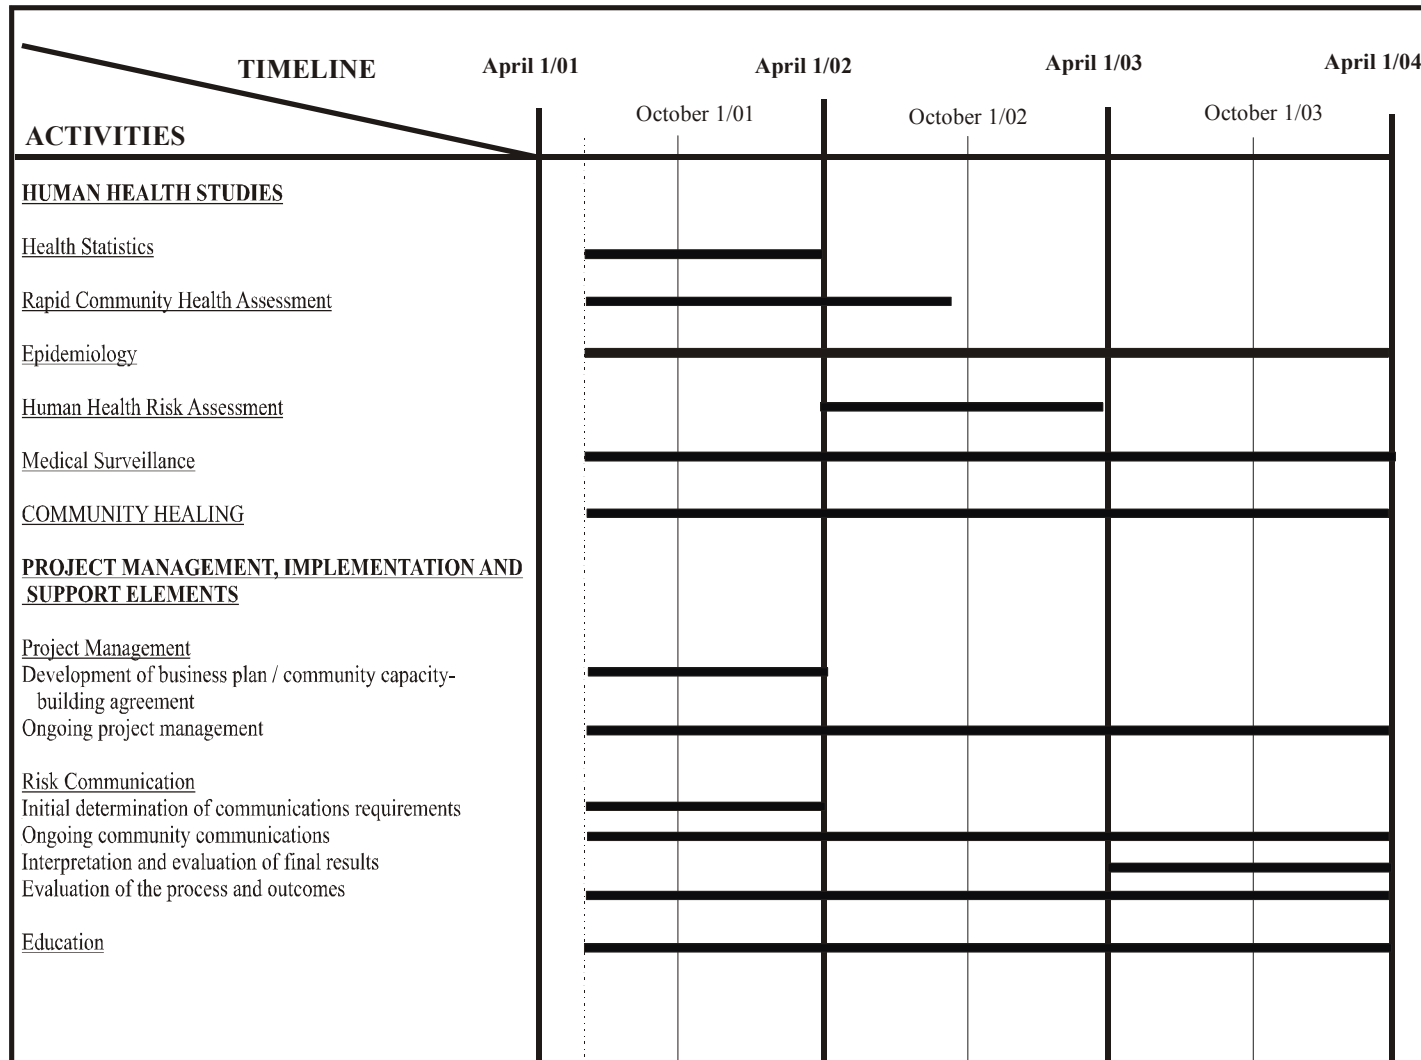 TIMELINE
April 1/01
April 1/02
April 1/03
April 1/04
October 1/01
October 1/02
October 1/03
ACTIVITIES
HUMAN HEALTH STUDIES
Health Statistics
Rapid Community Health Assessment
Epidemiology
Human Health Risk Assessment
Medical Surveillance
COMMUNITY HEALING
PROJECT MANAGEMENT, IMPLEMENTATION AND
SUPPORT ELEMENTS
Project Management
Development of business plan / community capacity-
building agreement
Ongoing project management
Risk Communication
Initial determination of communications requirements
Ongoing community communications
Interpretation and evaluation of final results
Evaluation of the process and outcomes
Education